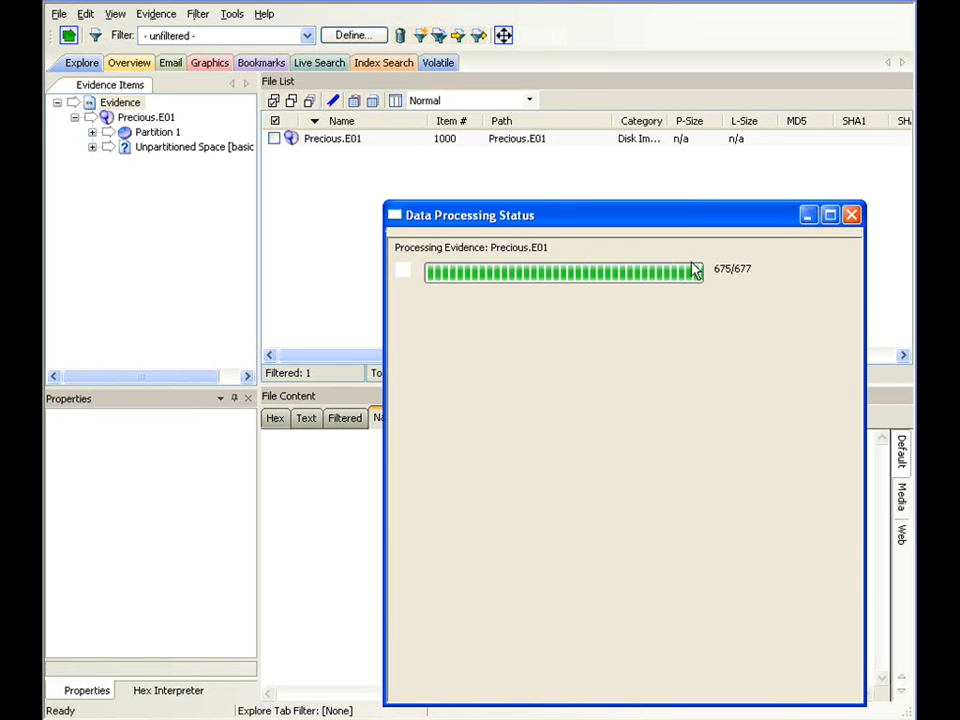 File Edit View Evidence Filter Tools Help
Filter: - unfiltered - Define...
Explore Overview Email Graphics Bookmarks Live Search Index Search Volatile
Evidence Items
Evidence
Precious.E01
Partition 1
Unpartitioned Space [basic
File List
Normal
Name Item # Path Category P-Size L-Size MD5 SHA1
Precious.E01 1000 Precious.E01 Disk Im... n/a n/a
Data Processing Status
Processing Evidence: Precious.E01
675/677
Filtered: 1
Properties
File Content
Hex Text Filtered
Default
Media
Web
Properties Hex Interpreter
Ready Explore Tab Filter: [None]